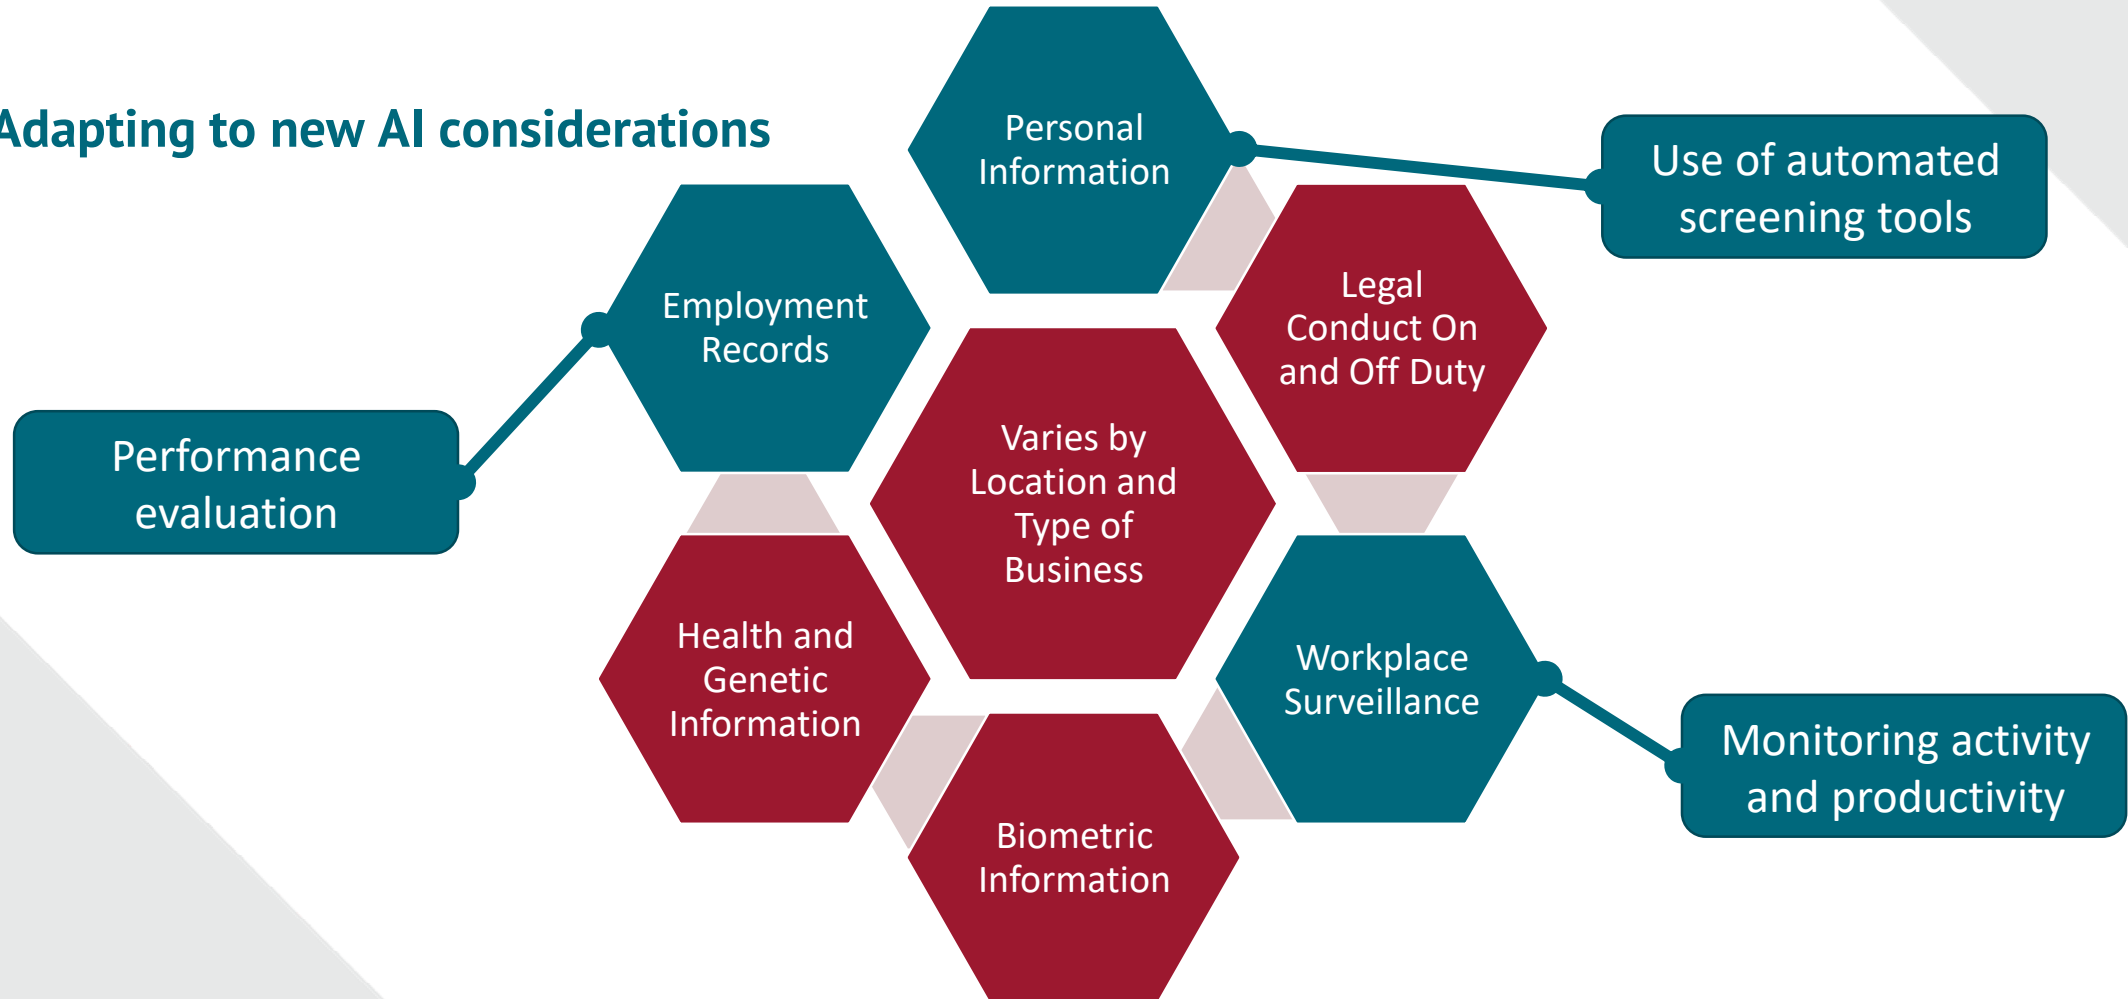 Adapting to new AI considerations
Personal
Information
Use of automated
screening tools
Legal
Conduct On
and Off Duty
Employment
Records
Performance
evaluation
Varies by
Location and
Type of
Business
Health and
Genetic
Information
Workplace
Surveillance
Monitoring activity
and productivity
Biometric
Information